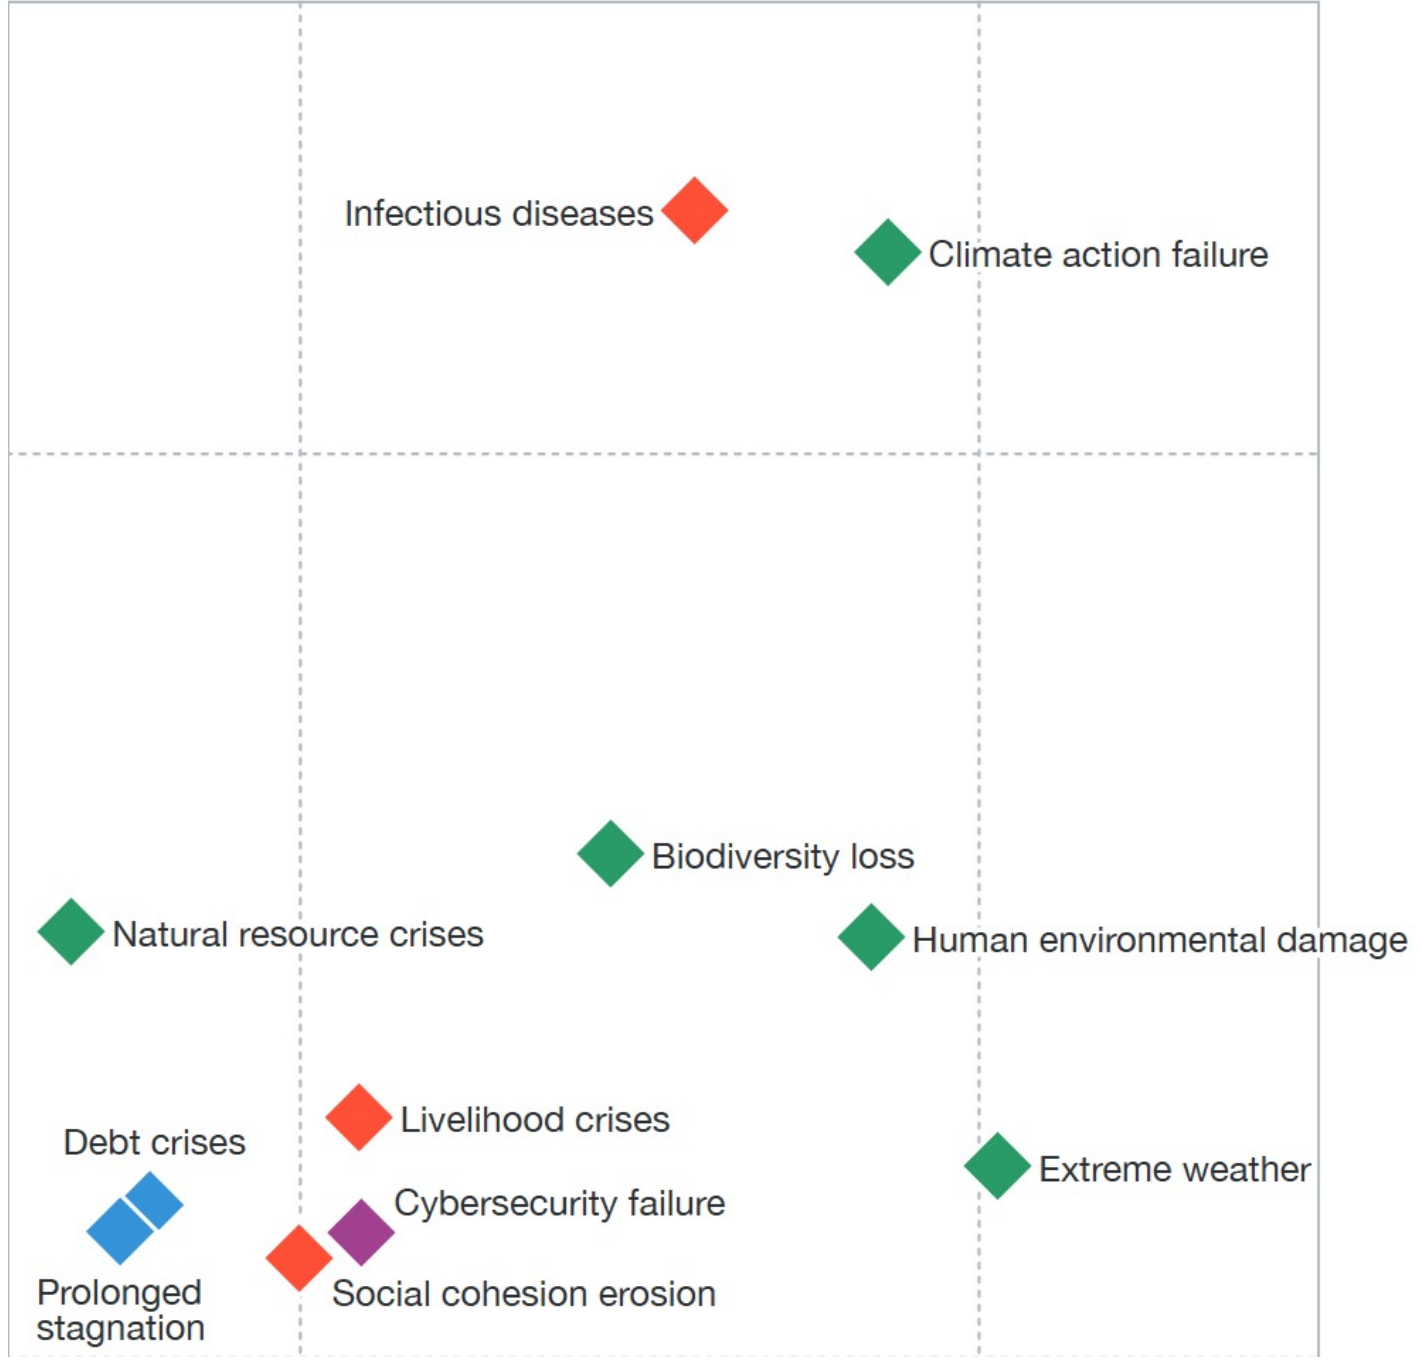 Infectious diseases
Climate action failure
Biodiversity loss
Natural resource crises
Human environmental damage
Livelihood crises
Debt crises
Extreme weather
Cybersecurity failure
Prolonged
stagnation
Social cohesion erosion